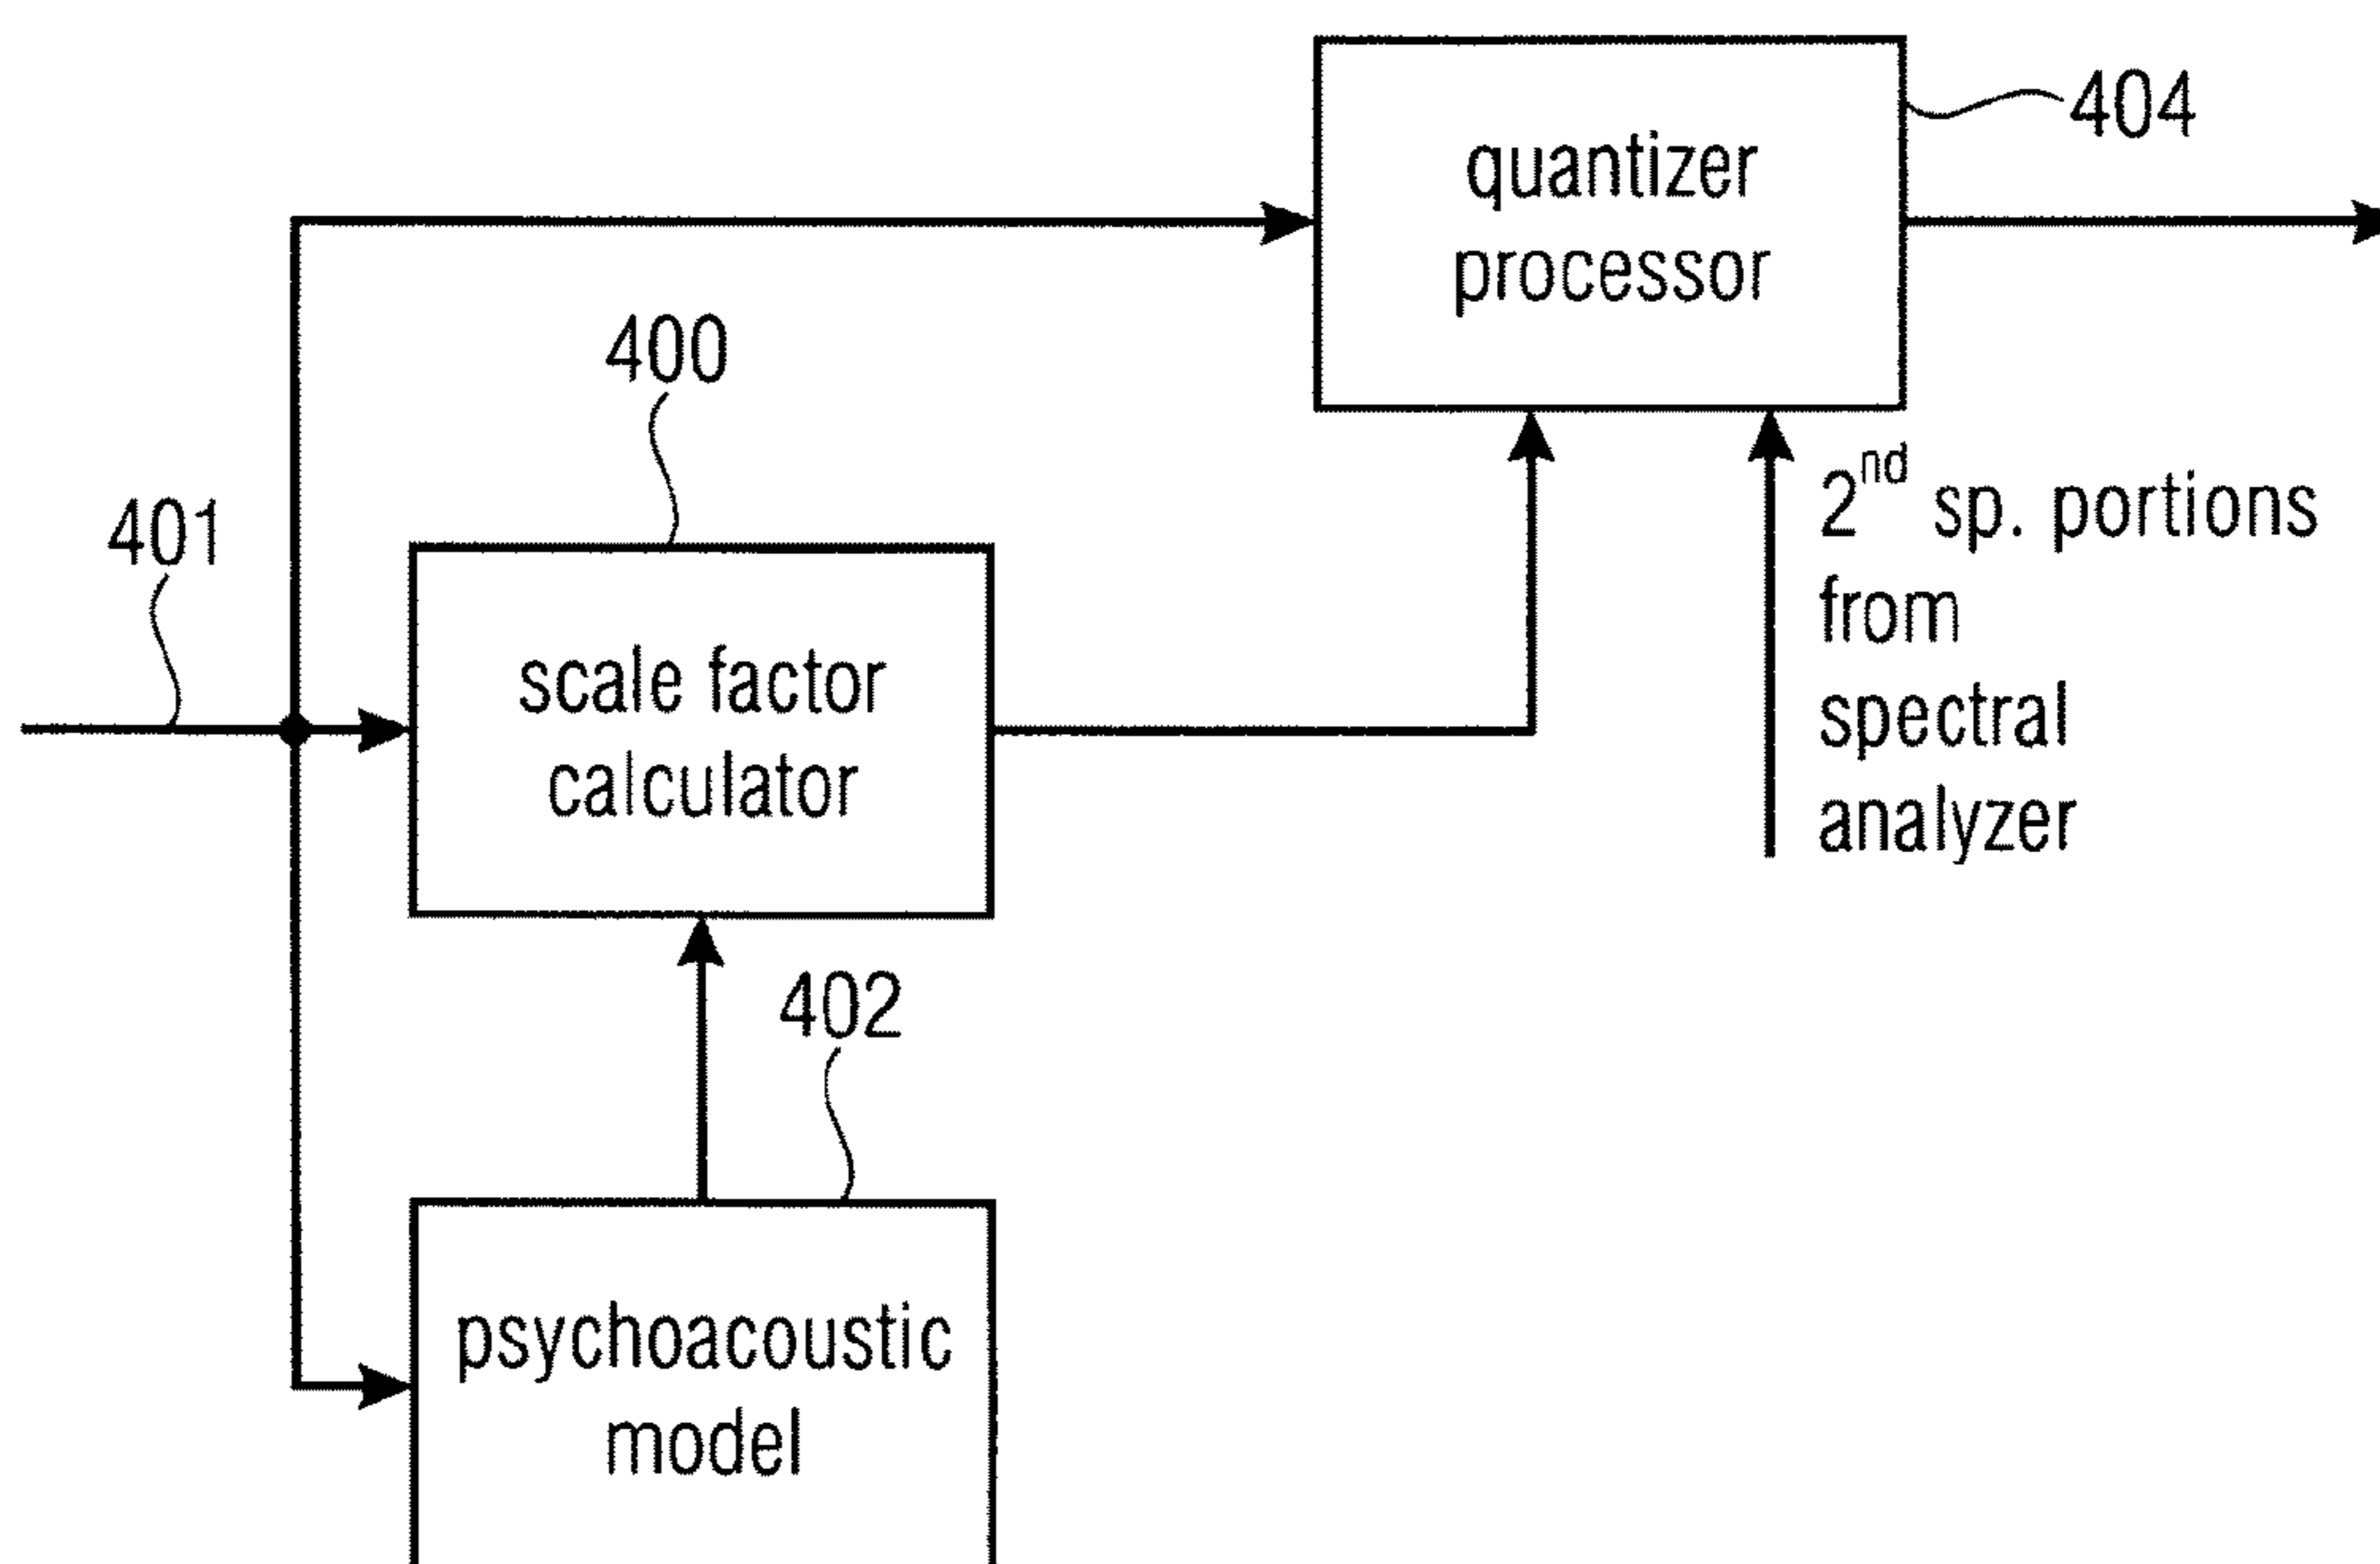 quantizer
processor
404
400
401
scale factor
calculator
2nd sp. portions
from
spectral
analyzer
402
psychoacoustic
model